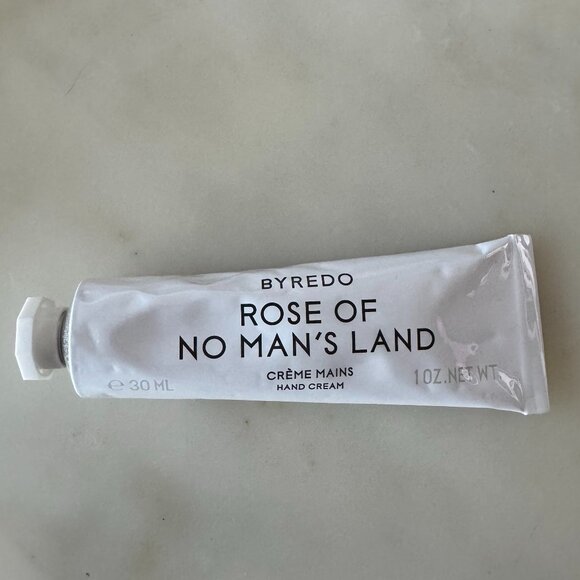 BYREDO
ROSE OF
NO MAN'S LAND
CRÈME MAINS
HAND CREAM
℮ 30 ML
1 OZ. NET WT.